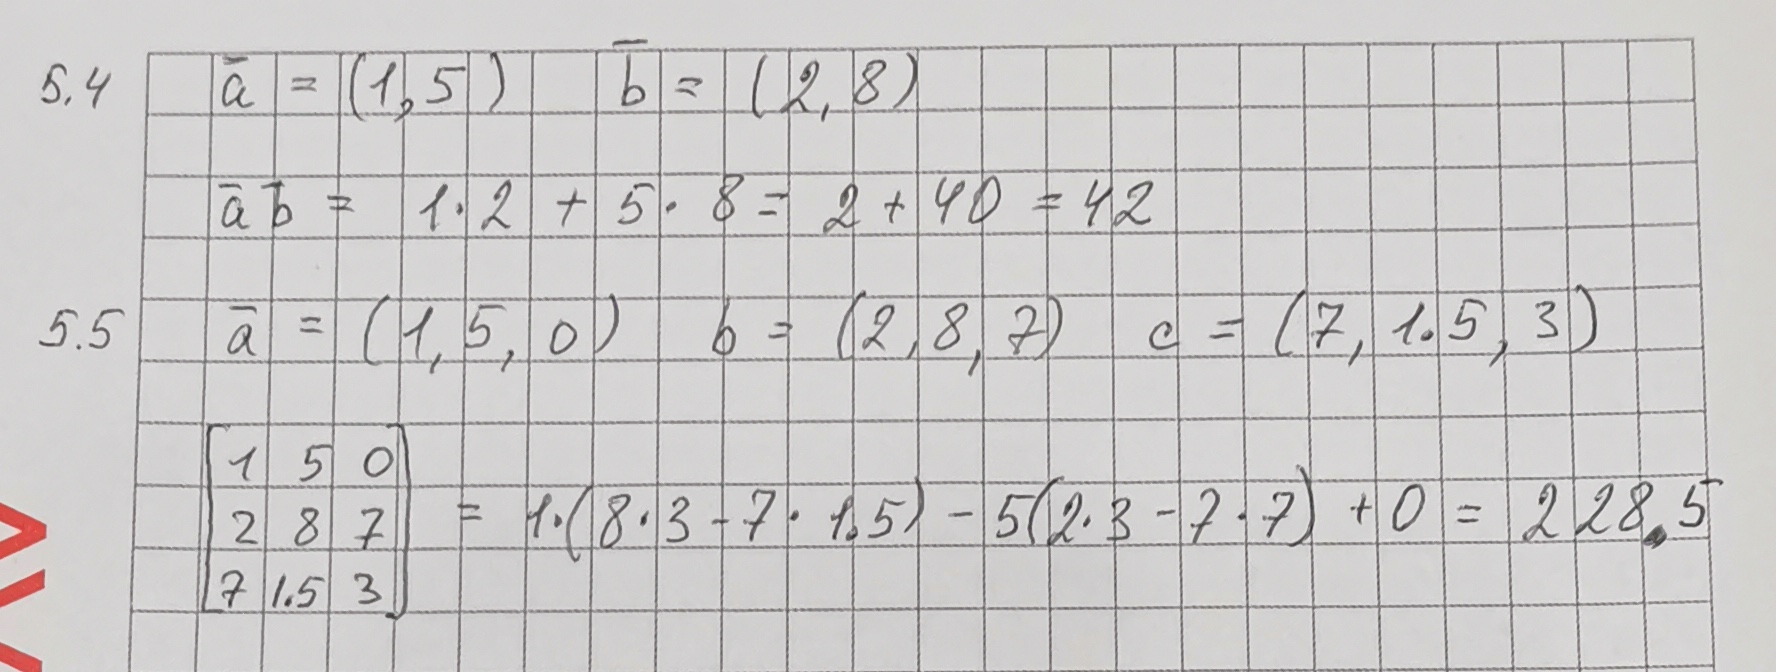 5.4 a̅ = (1, 5) b̅ = (2, 8)
a̅ b̅ = 1·2 + 5·8 = 2 + 40 = 42
5.5 a̅ = (1, 5, 0) b = (2, 8, 7) c = (7, 1.5, 3)
[1 5 0
2 8 7 = 1·(8·3 - 7·1.5) - 5(2·3 - 7·7) + 0 = 228.5
7 1.5 3]